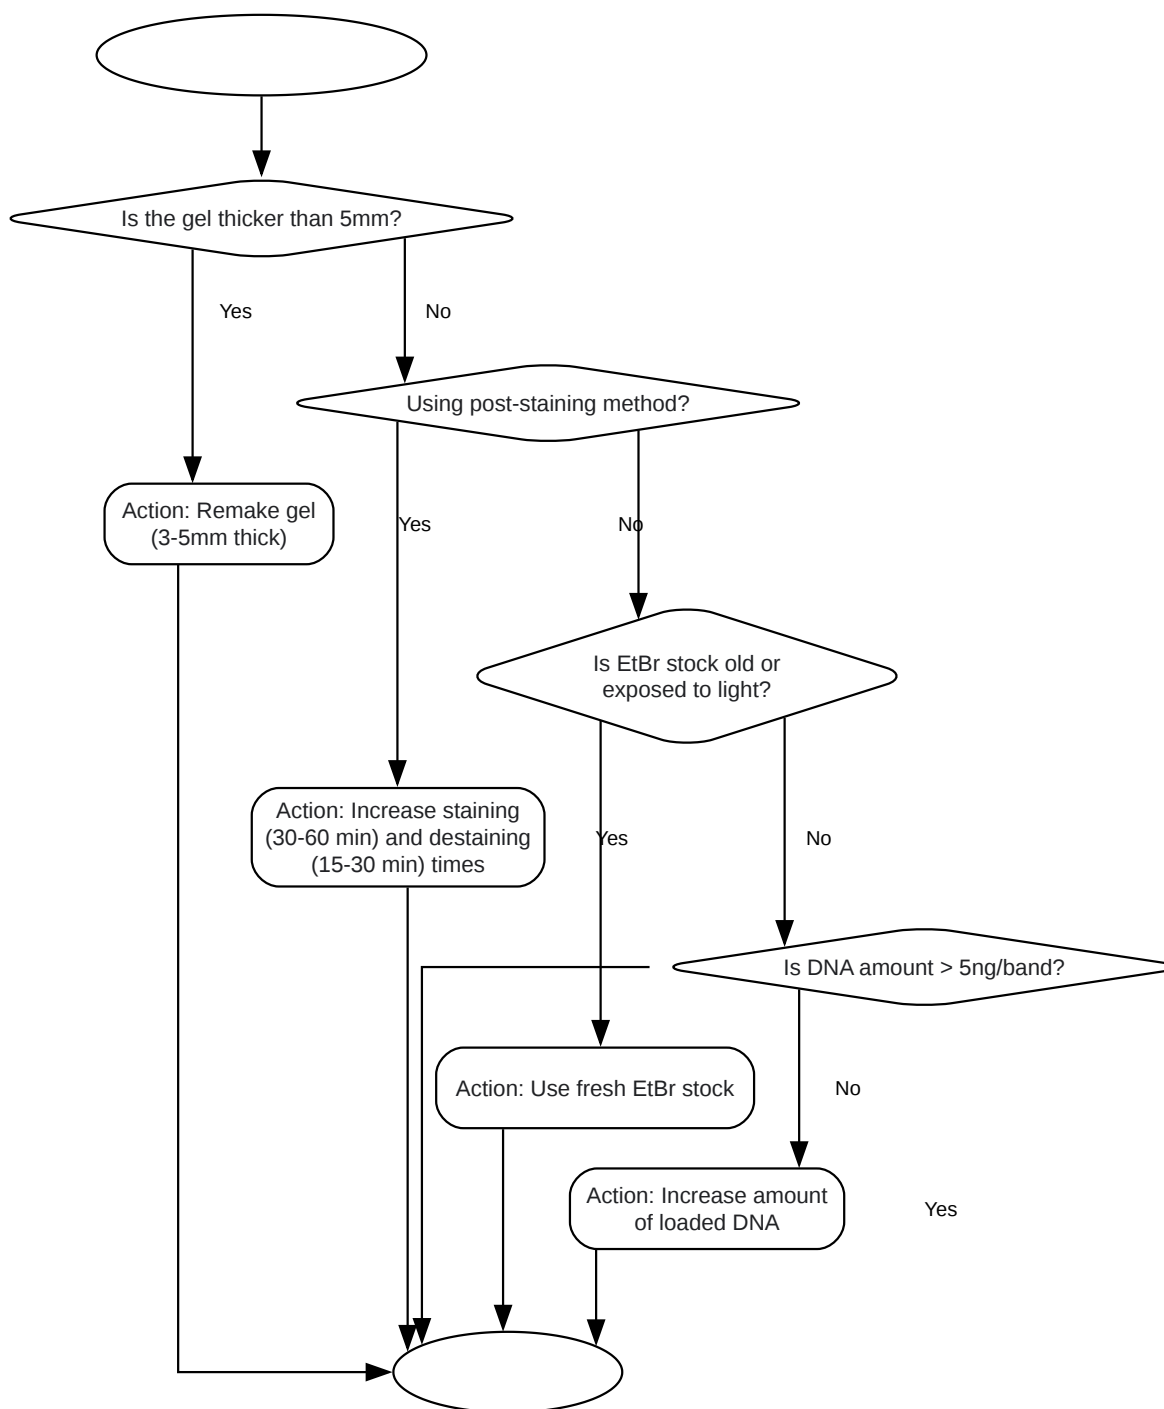 Is the gel thicker than 5mm?
Yes
No
Using post-staining method?
Action: Remake gel
(3-5mm thick)
Yes
No
Is EtBr stock old or
exposed to light?
Action: Increase staining
(30-60 min) and destaining
(15-30 min) times
Yes
No
Is DNA amount > 5ng/band?
Action: Use fresh EtBr stock
No
Action: Increase amount
of loaded DNA
Yes